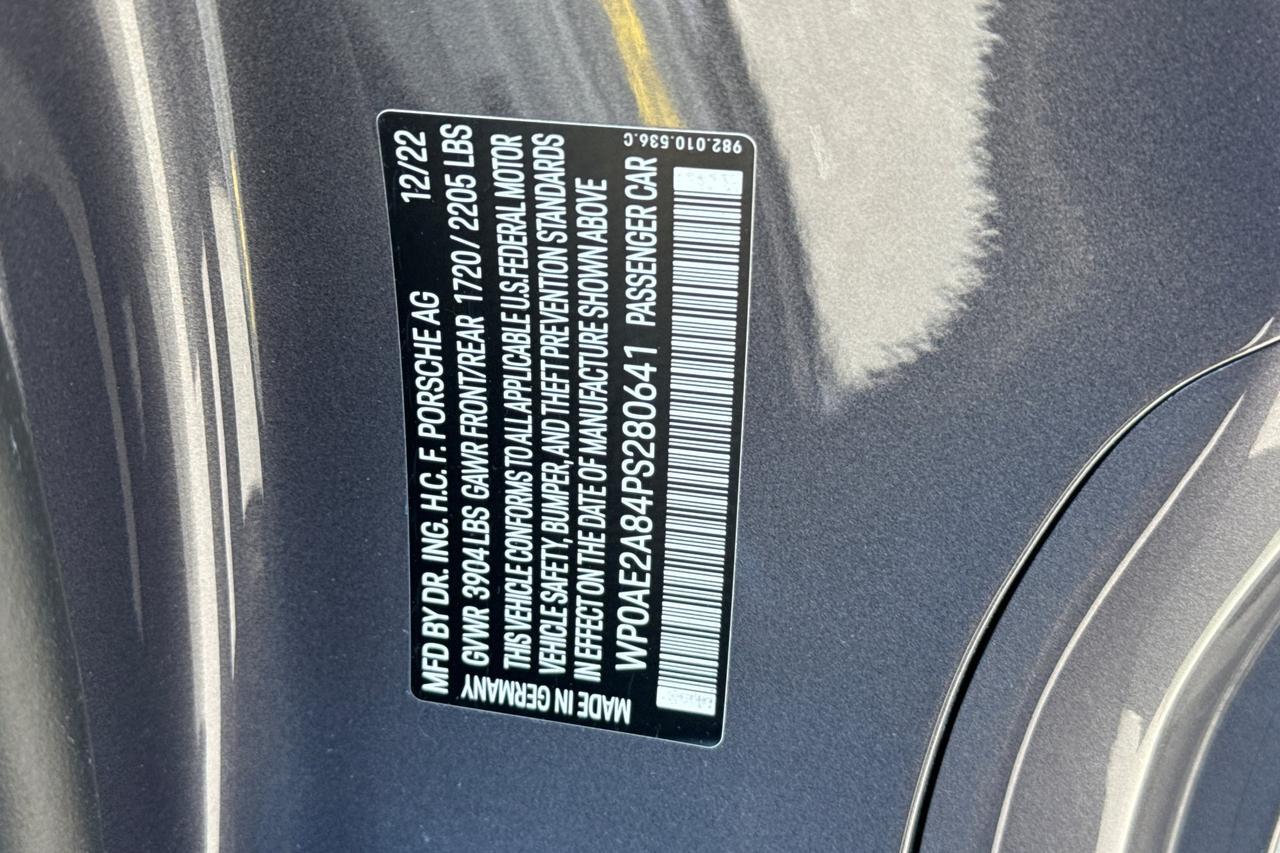 MFD BY DR. ING. H.C. F. PORSCHE AG 12/22
GVWR 3904 LBS GAWR FRONT/REAR 1720 / 2205 LBS
THIS VEHICLE CONFORMS TO ALL APPLICABLE U.S. FEDERAL MOTOR
VEHICLE SAFETY, BUMPER, AND THEFT PREVENTION STANDARDS
IN EFFECT ON THE DATE OF MANUFACTURE SHOWN ABOVE
WP0AE2A84PS280641 PASSENGER CAR
MADE IN GERMANY
982.010.536.C